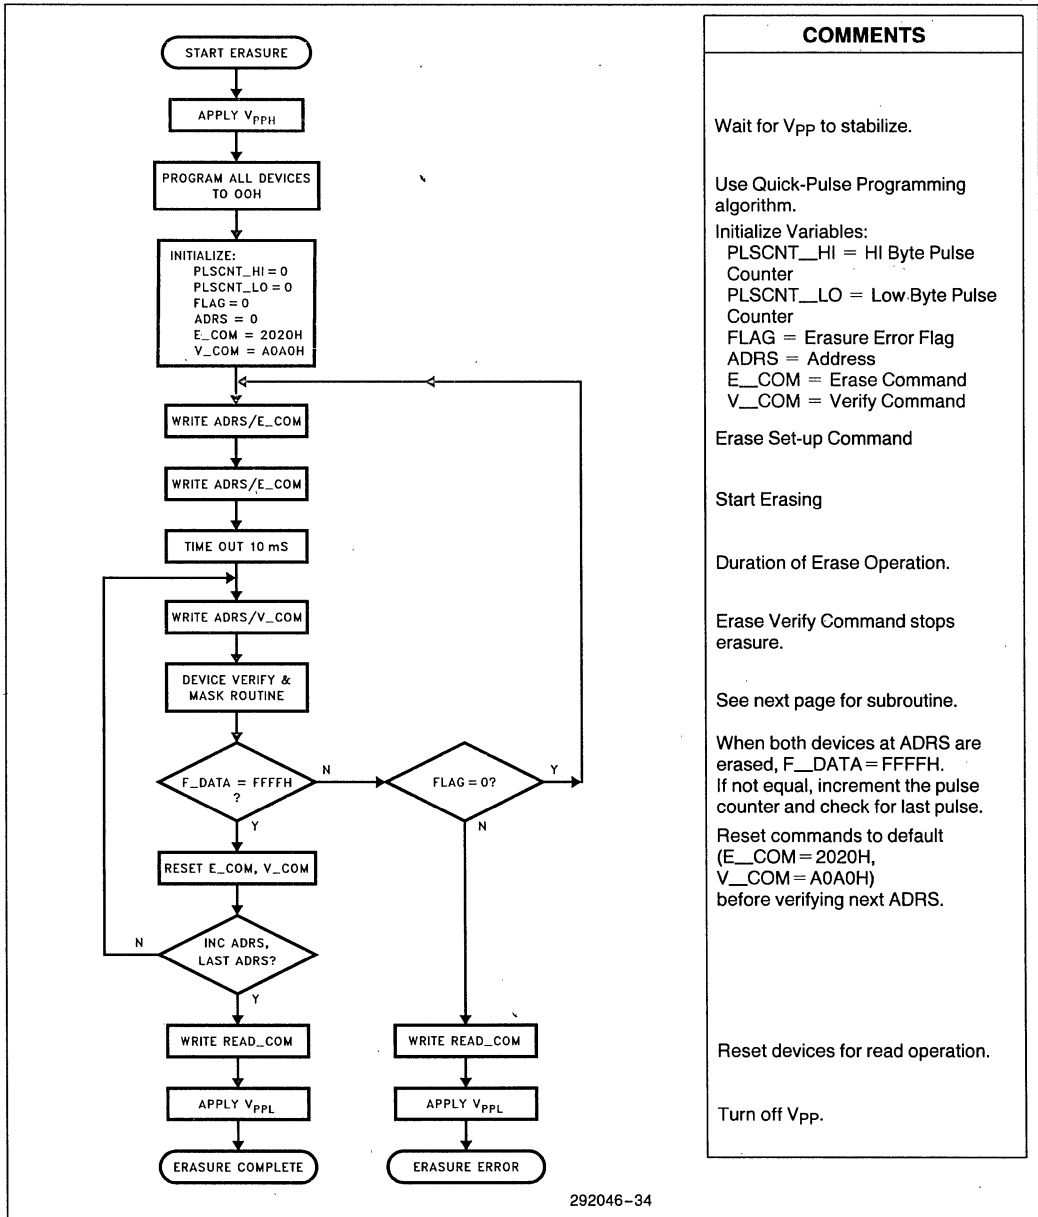 START ERASURE
APPLY VPPH
PROGRAM ALL DEVICES
TO 00H
INITIALIZE:
PLSCNT_HI = 0
PLSCNT_LO = 0
FLAG = 0
ADRS = 0
E_COM = 2020H
V_COM = A0A0H
WRITE ADRS/E_COM
WRITE ADRS/E_COM
TIME OUT 10 mS
WRITE ADRS/V_COM
DEVICE VERIFY &
MASK ROUTINE
F_DATA = FFFFH
?
N
Y
FLAG = 0?
Y
N
RESET E_COM, V_COM
INC ADRS,
LAST ADRS?
N
Y
WRITE READ_COM
APPLY VPPL
ERASURE COMPLETE
WRITE READ_COM
APPLY VPPL
ERASURE ERROR
COMMENTS
Wait for VPP to stabilize.
Use Quick-Pulse Programming
algorithm.
Initialize Variables:
PLSCNT__HI = HI Byte Pulse
Counter
PLSCNT__LO = Low Byte Pulse
Counter
FLAG = Erasure Error Flag
ADRS = Address
E__COM = Erase Command
V__COM = Verify Command
Erase Set-up Command
Start Erasing
Duration of Erase Operation.
Erase Verify Command stops
erasure.
See next page for subroutine.
When both devices at ADRS are
erased, F__DATA = FFFFH.
If not equal, increment the pulse
counter and check for last pulse.
Reset commands to default
(E__COM = 2020H,
V__COM = A0A0H)
before verifying next ADRS.
Reset devices for read operation.
Turn off VPP.
292046-34